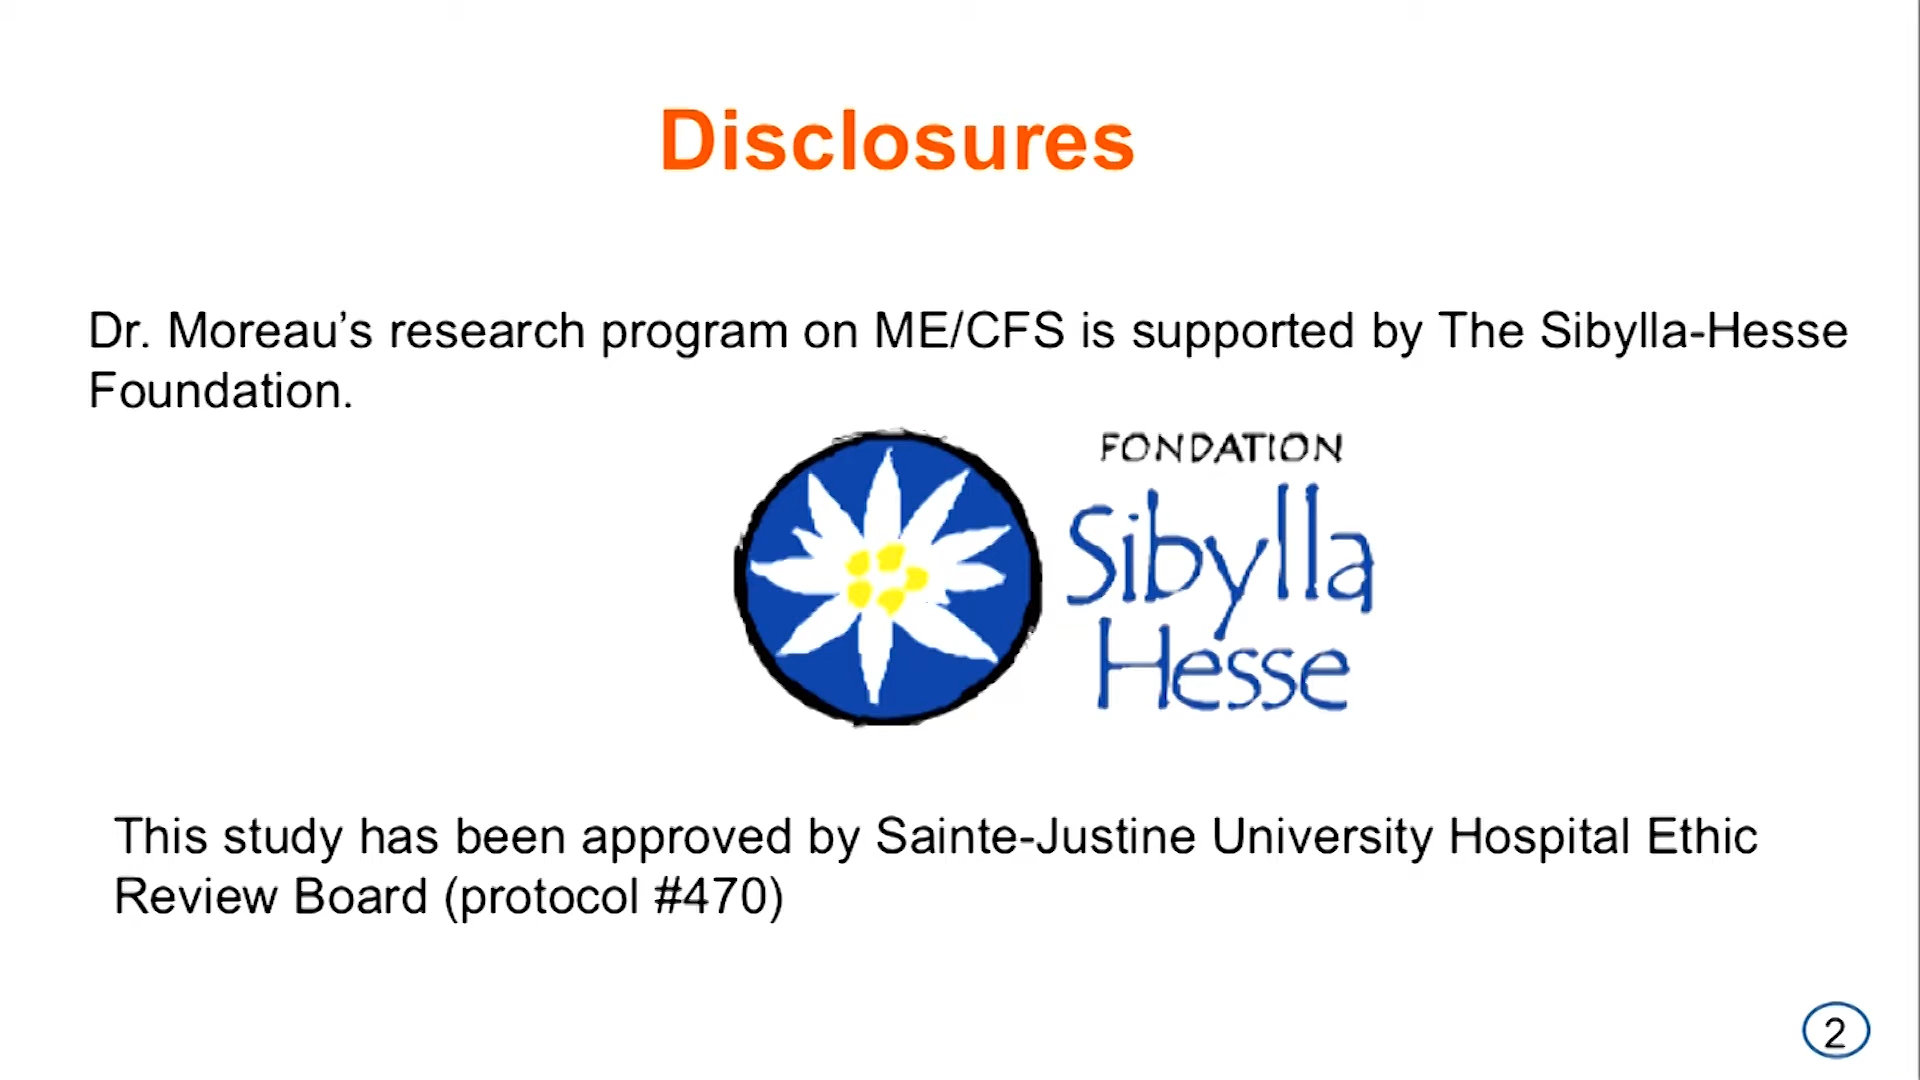 Disclosures
Dr. Moreau’s research program on ME/CFS is supported by The Sibylla-Hesse
Foundation.
FONDATION
Sibylla
Hesse
This study has been approved by Sainte-Justine University Hospital Ethic
Review Board (protocol #470)
2